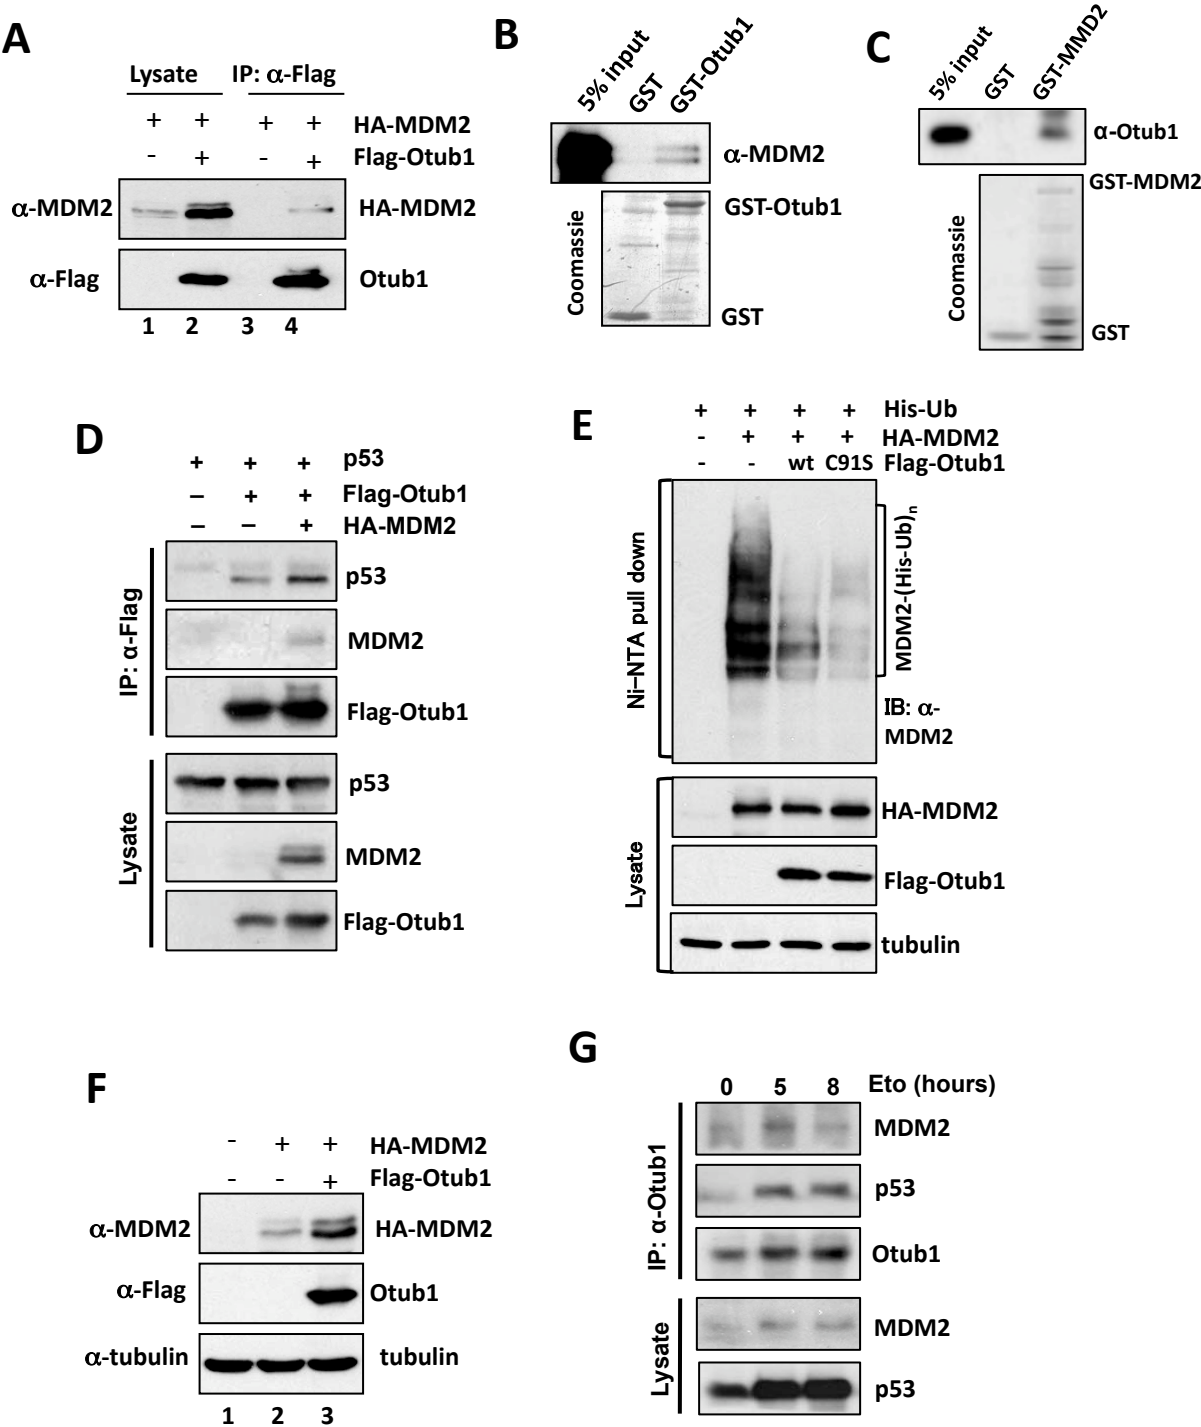 A
Lysate IP: α-Flag
+ + + + HA-MDM2
- + - + Flag-Otub1
α-MDM2 HA-MDM2
α-Flag Otub1
1 2 3 4
B
5% input GST GST-Otub1
α-MDM2
Coomassie
GST-Otub1
GST
C
5% input GST GST-MMD2
α-Otub1
Coomassie
GST-MDM2
GST
D
+ + + p53
– + + Flag-Otub1
– – + HA-MDM2
IP: α-Flag
p53
MDM2
Flag-Otub1
Lysate
p53
MDM2
Flag-Otub1
E
+ + + + His-Ub
- + + + HA-MDM2
- - wt C91S Flag-Otub1
Ni–NTA pull down
MDM2-(His-Ub)n
IB: α-
MDM2
Lysate
HA-MDM2
Flag-Otub1
tubulin
F
- + + HA-MDM2
- - + Flag-Otub1
α-MDM2 HA-MDM2
α-Flag Otub1
α-tubulin tubulin
1 2 3
G
0 5 8 Eto (hours)
IP: α-Otub1
MDM2
p53
Otub1
Lysate
MDM2
p53